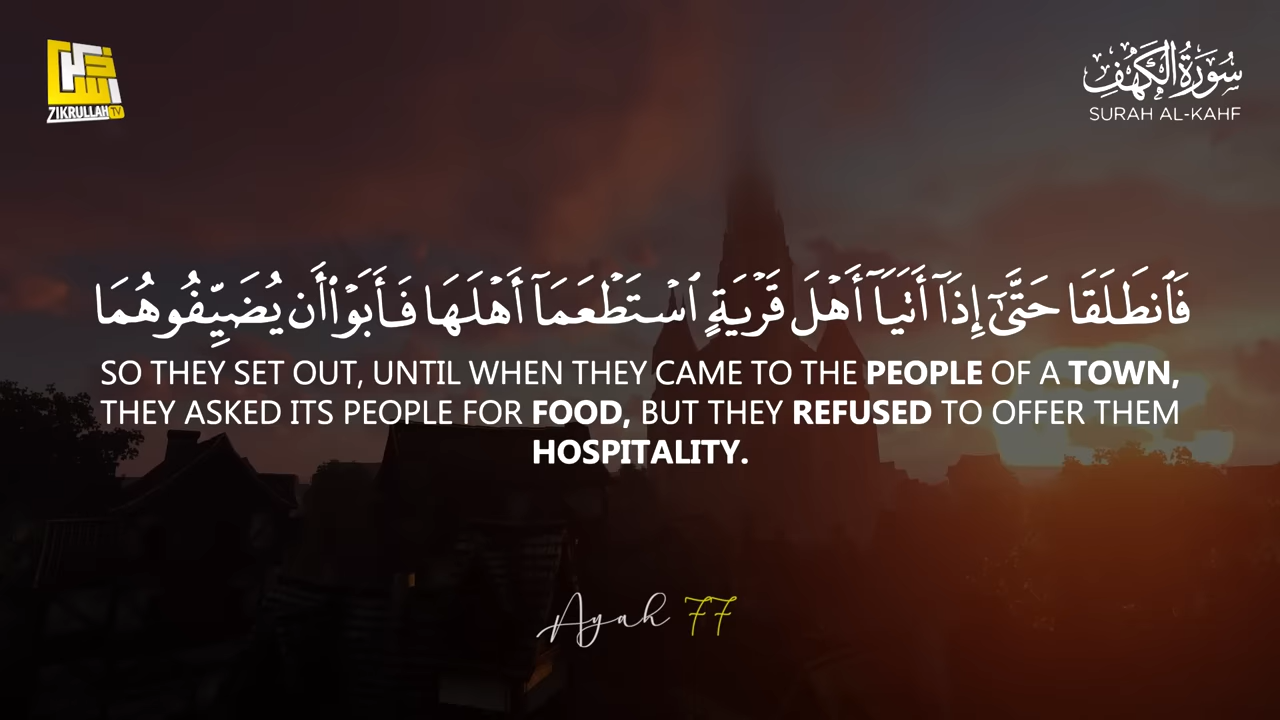 ZIKRULLAH TV
سُورَةُ الكَهْفِ
SURAH AL-KAHF
فَٱنطَلَقَا حَتَّىٰٓ إِذَآ أَتَيَآ أَهْلَ قَرْيَةٍ ٱسْتَطْعَمَآ أَهْلَهَا فَأَبَوْا۟ أَن يُضَيِّفُوهُمَا
SO THEY SET OUT, UNTIL WHEN THEY CAME TO THE PEOPLE OF A TOWN,
THEY ASKED ITS PEOPLE FOR FOOD, BUT THEY REFUSED TO OFFER THEM
HOSPITALITY.
Ayah 77